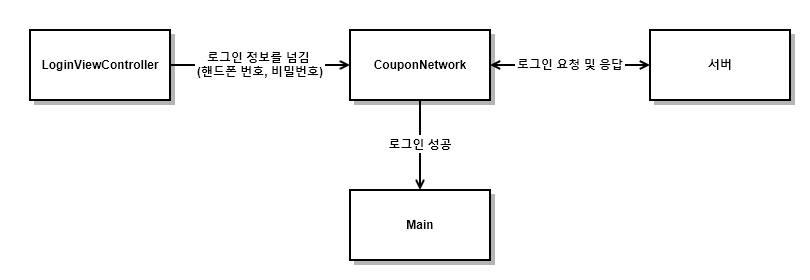 LoginViewController
로그인 정보를 넘김
(핸드폰 번호, 비밀번호)
CouponNetwork
로그인 요청 및 응답
서버
로그인 성공
Main